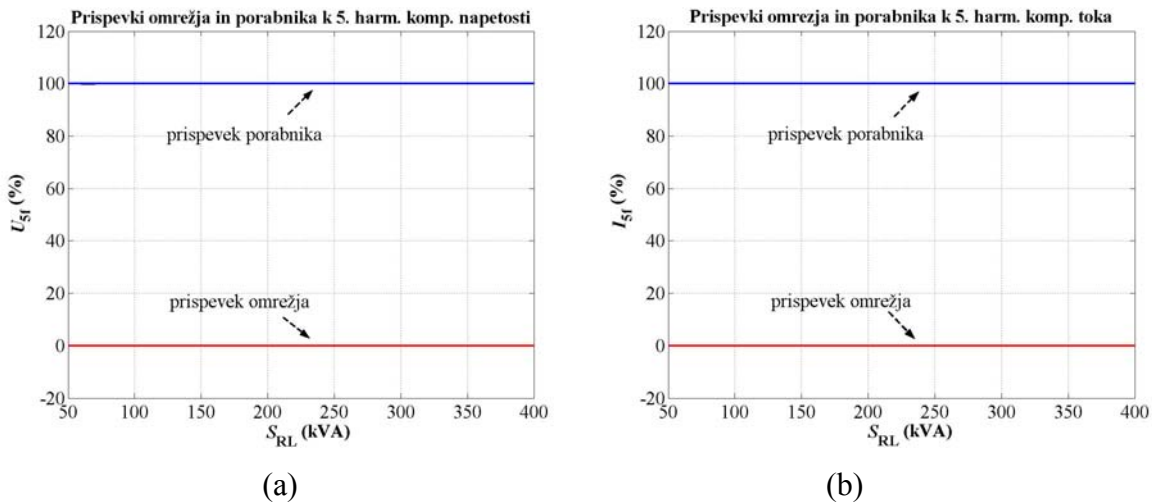 Prispevki omrežja in porabnika k 5. harm. komp. napetosti
120
100
80
60
40
20
0
-20
U5f (%)
prispevek porabnika
prispevek omrežja
50 100 150 200 250 300 350 400
SRL (kVA)
(a)
Prispevki omrezja in porabnika k 5. harm. komp. toka
120
100
80
60
40
20
0
-20
I5f (%)
prispevek porabnika
prispevek omrežja
50 100 150 200 250 300 350 400
SRL (kVA)
(b)